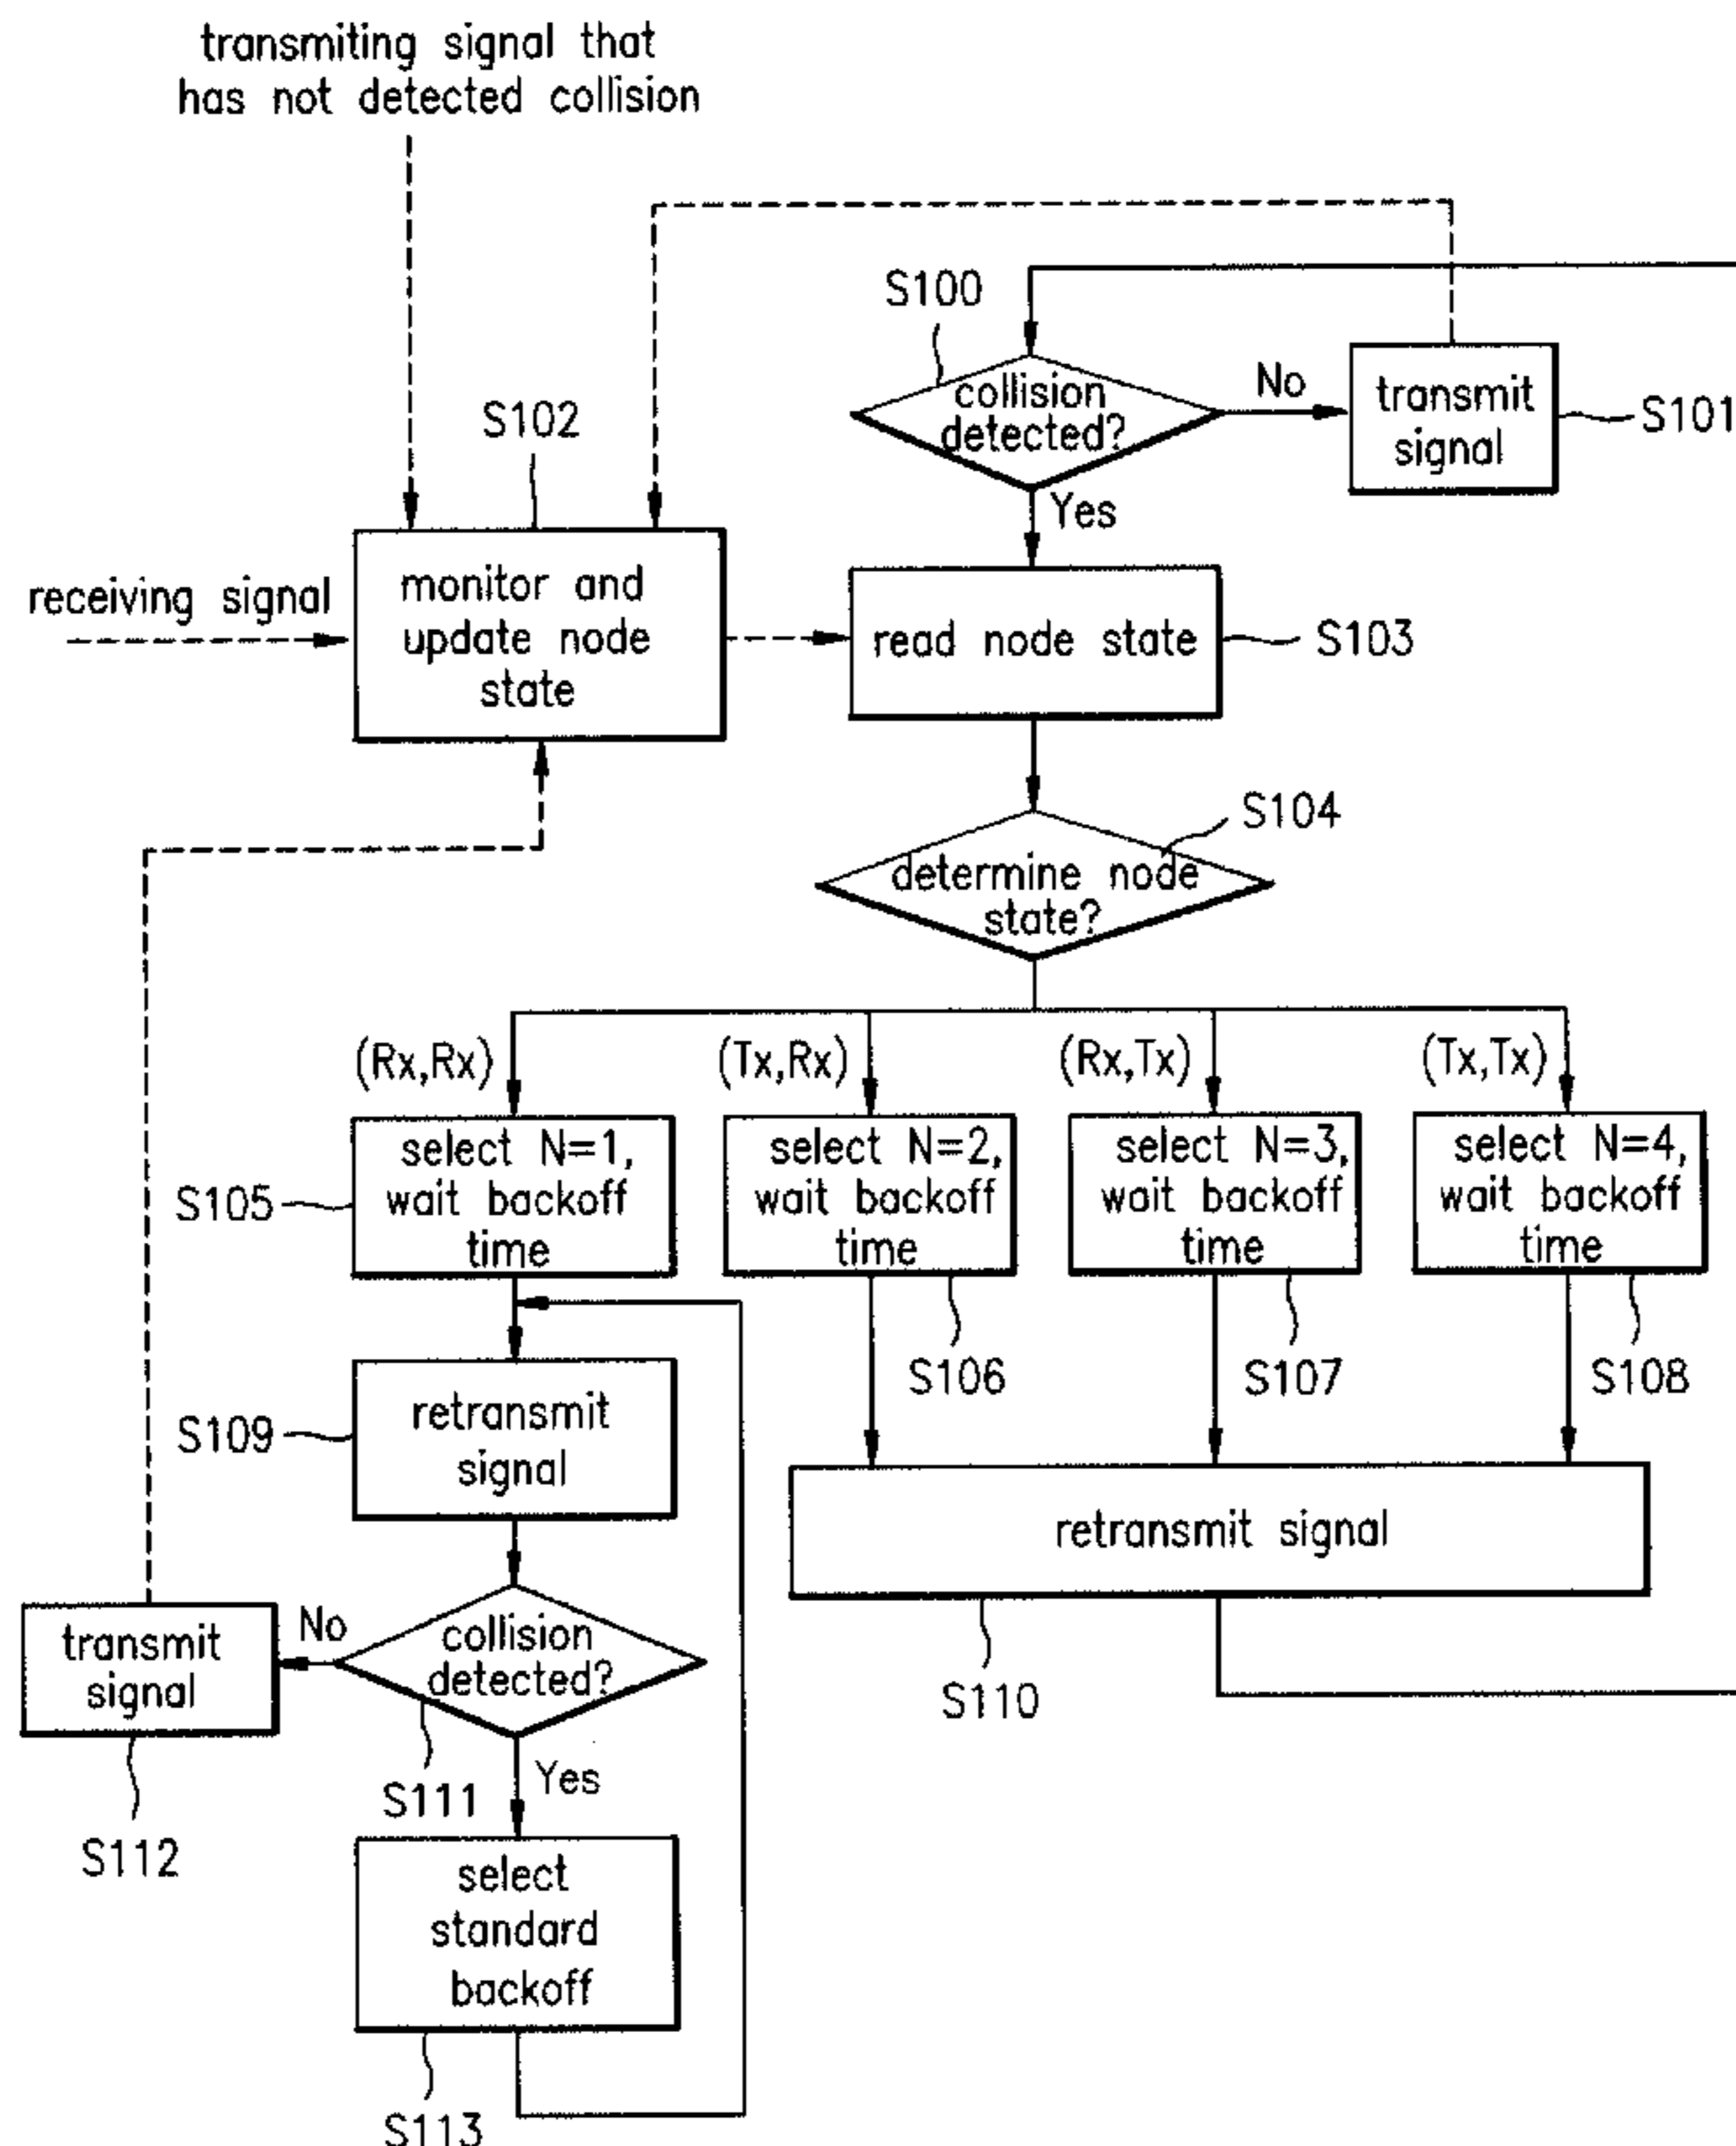 transmiting signal that
has not detected collision
S100
collision
detected?
No
transmit
signal
S101
S102
Yes
receiving signal
monitor and
update node
state
read node state
S103
S104
determine node
state?
(Rx,Rx)
(Tx,Rx)
(Rx,Tx)
(Tx,Tx)
select N=1,
wait backoff
time
S105
select N=2,
wait backoff
time
select N=3,
wait backoff
time
select N=4,
wait backoff
time
S106
S107
S108
S109
retransmit
signal
retransmit signal
S110
No
transmit
signal
collision
detected?
S111
Yes
S112
select
standard
backoff
S113